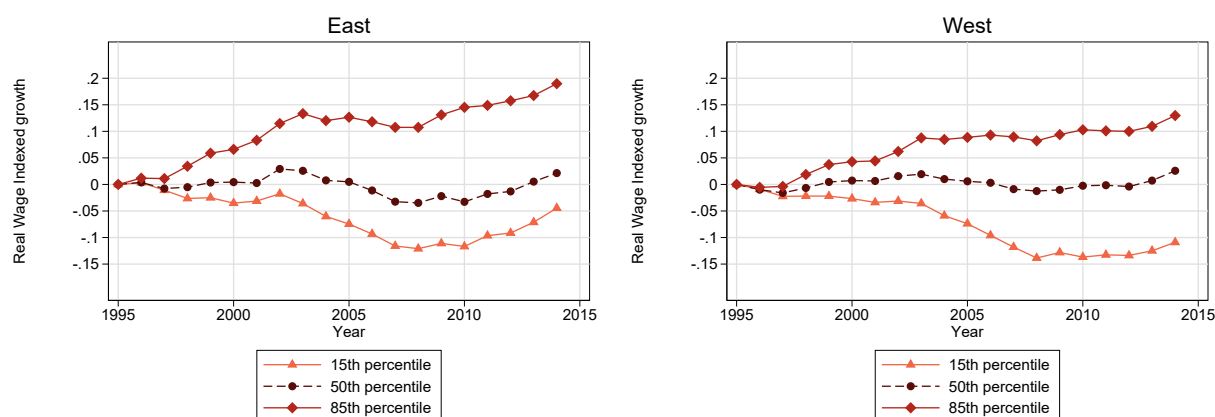 East
Real Wage Indexed growth
.2
.15
.1
.05
0
-.05
-.1
-.15
1995 2000 2005 2010 2015
Year
15th percentile
50th percentile
85th percentile
West
Real Wage Indexed growth
.2
.15
.1
.05
0
-.05
-.1
-.15
1995 2000 2005 2010 2015
Year
15th percentile
50th percentile
85th percentile